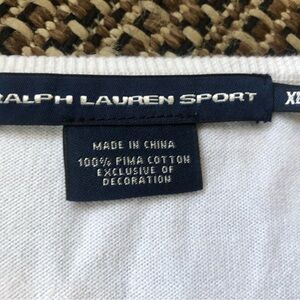 RALPH LAUREN SPORT
MADE IN CHINA
100% PIMA COTTON
EXCLUSIVE OF
DECORATION